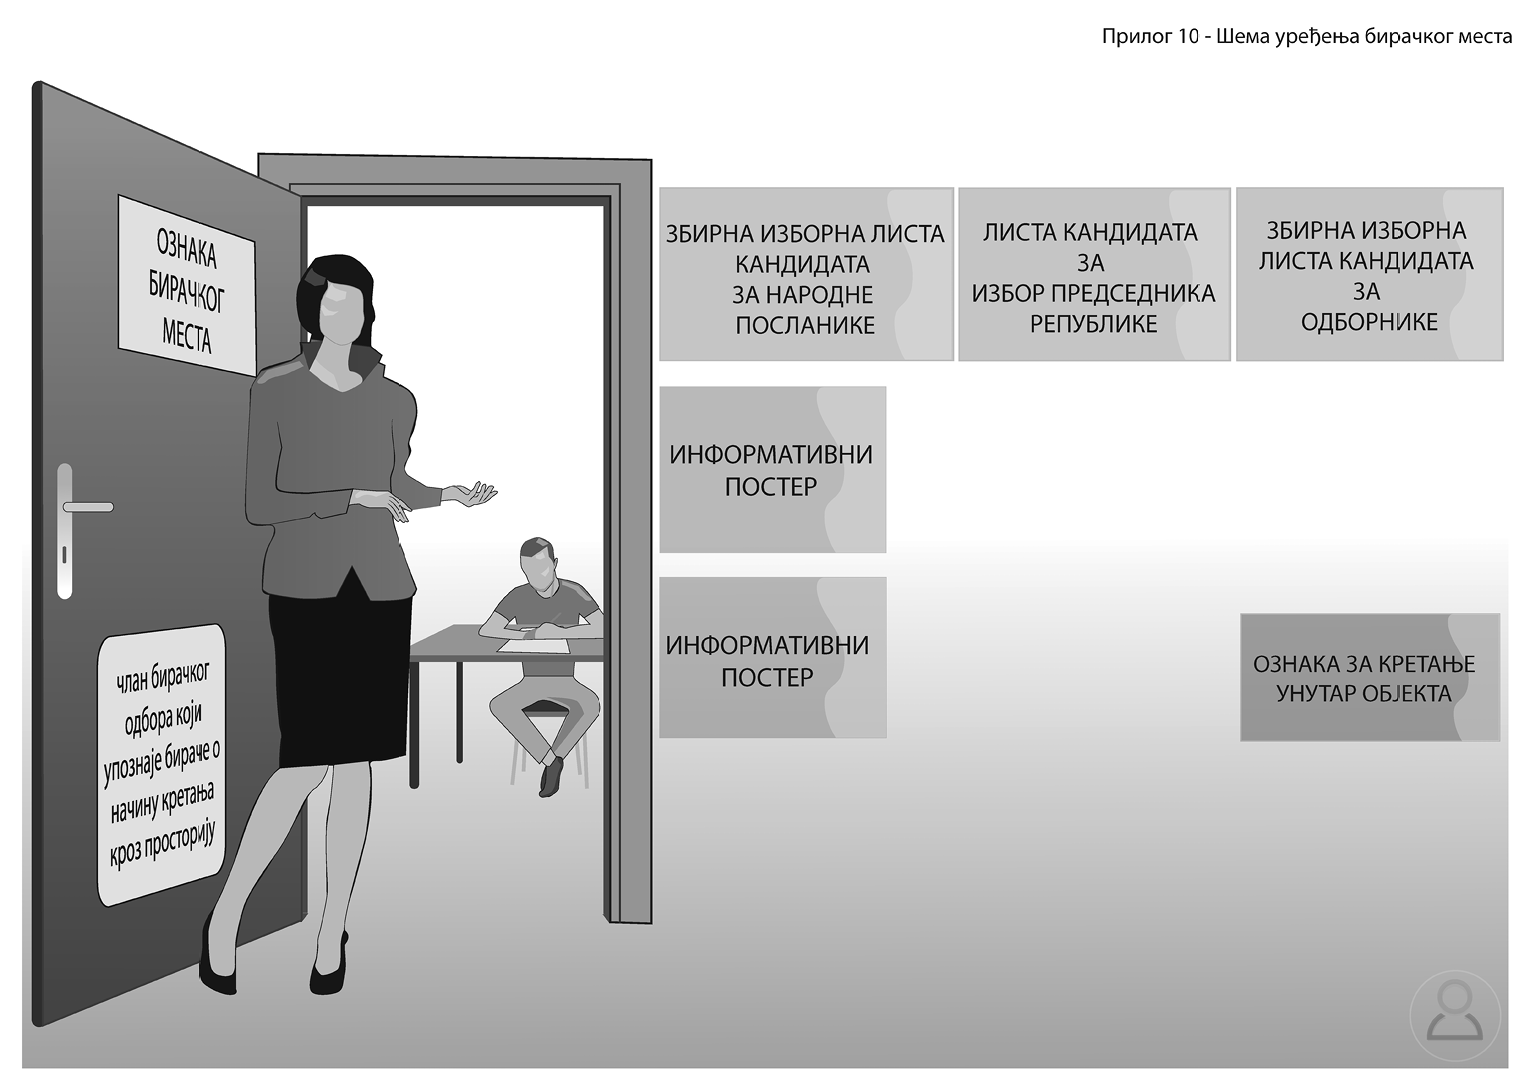 Прилог 10 - Шема уређења бирачког места
ОЗНАКА
БИРАЧКОГ
МЕСТА
ЗБИРНА ИЗБОРНА ЛИСТА
КАНДИДАТА
ЗА НАРОДНЕ
ПОСЛАНИКЕ
ЛИСТА КАНДИДАТА
ЗА
ИЗБОР ПРЕДСЕДНИКА
РЕПУБЛИКЕ
ЗБИРНА ИЗБОРНА
ЛИСТА КАНДИДАТА
ЗА
ОДБОРНИКЕ
ИНФОРМАТИВНИ
ПОСТЕР
ИНФОРМАТИВНИ
ПОСТЕР
ОЗНАКА ЗА КРЕТАЊЕ
УНУТАР ОБЈЕКТА
члан бирачког
одбора који
упознаје бираче о
начину кретања
кроз просторију